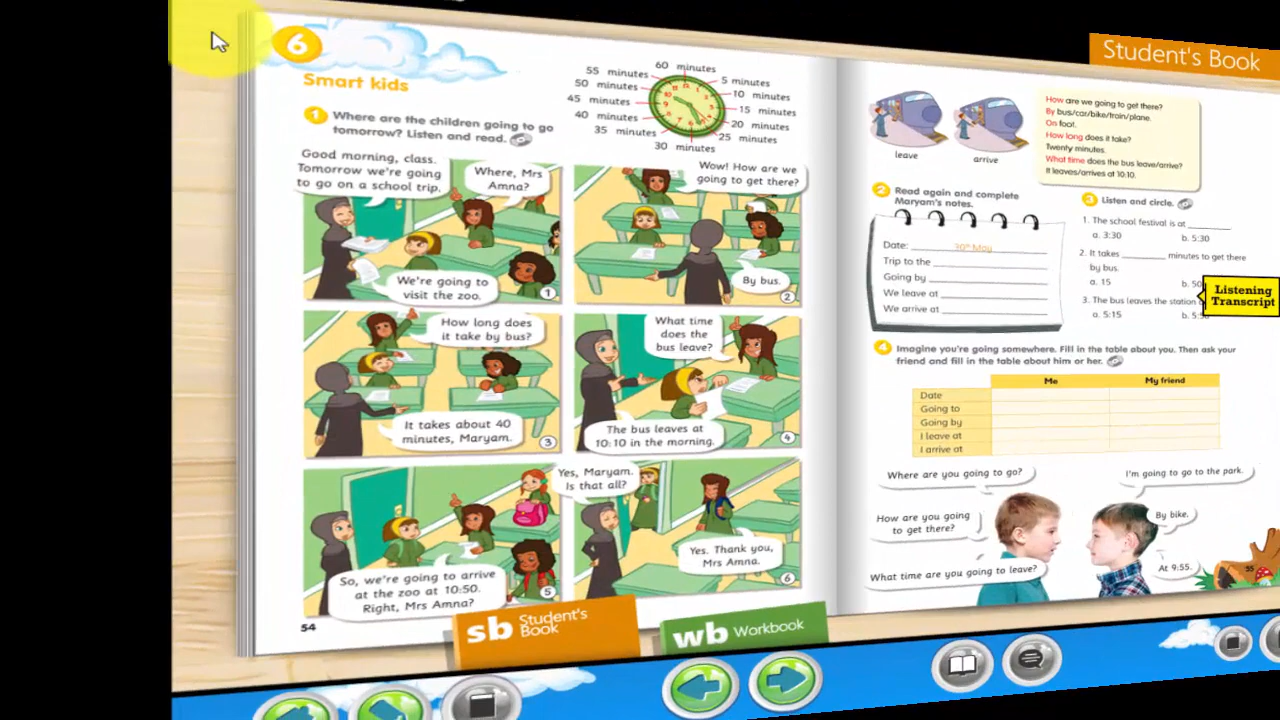 Student's Book
6
Smart kids
60 minutes
5 minutes
10 minutes
15 minutes
20 minutes
25 minutes
30 minutes
35 minutes
40 minutes
45 minutes
50 minutes
55 minutes
1 Where are the children going to go
tomorrow? Listen and read.
Good morning, class.
Tomorrow we're going
to go on a school trip.
Where, Mrs
Amna?
We're going to
visit the zoo.
1
Wow! How are we
going to get there?
By bus.
2
How long does
it take by bus?
It takes about 40
minutes, Maryam.
3
What time
does the
bus leave?
The bus leaves at
10:10 in the morning.
4
So, we're going to arrive
at the zoo at 10:50.
Right, Mrs Amna?
5
Yes, Maryam.
Is that all?
Yes. Thank you,
Mrs Amna.
6
54
leave
arrive
How are we going to get there?
By bus/car/bike/train/plane.
On foot.
How long does it take?
Twenty minutes.
What time does the bus leave/arrive?
It leaves/arrives at 10:10.
2 Read again and complete
Maryam's notes.
Date: 30th May
Trip to the
Going by
We leave at
We arrive at
3 Listen and circle.
1. The school festival is at ______
a. 3:30 b. 5:30
2. It takes ______ minutes to get there
by bus.
a. 15 b. 50
3. The bus leaves the station
a. 5:15
Listening
Transcript
4 Imagine you're going somewhere. Fill in the table about you. Then ask your
friend and fill in the table about him or her.
Me My friend
Date
Going to
Going by
I leave at
I arrive at
Where are you going to go?
I'm going to go to the park.
How are you going
to get there?
By bike.
What time are you going to leave?
At 9:55.
55
sb Student's
Book
wb Workbook